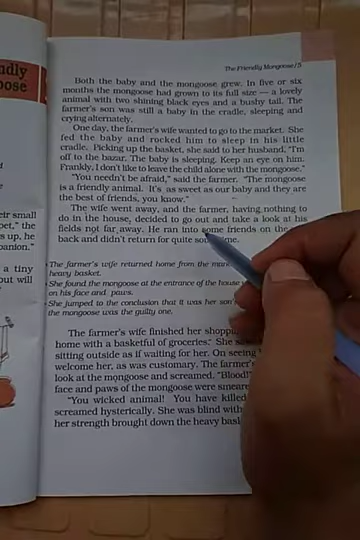 The Friendly Mongoose/3
ndly
oose
Both the baby and the mongoose grew. In five or six
months the mongoose had grown to its full size — a lovely
animal with two shining black eyes and a bushy tail. The
farmer's son was still a baby in the cradle, sleeping and
crying alternately.
One day, the farmer's wife wanted to go to the market. She
fed the baby and rocked him to sleep in his little
cradle. Picking up the basket, she said to her husband, "I'm
off to the bazar. The baby is sleeping. Keep an eye on him.
Frankly, I don't like to leave the child alone with the mongoose."
"You needn't be afraid," said the farmer. "The mongoose
is a friendly animal. It's as sweet as our baby and they are
the best of friends, you know."
The wife went away, and the farmer, having nothing to
do in the house, decided to go out and take a look at his
fields not far away. He ran into some friends on the
back and didn't return for quite some time.
eir small
pet," the
s up, he
panion."
a tiny
out will
The farmer's wife returned home from the
heavy basket.
She found the mongoose at the entrance of the house
on his face and paws.
She jumped to the conclusion that it was her son's
the mongoose was the guilty one.
The farmer's wife finished her
home with a basketful of groceries. She
sitting outside as if waiting for her. On seeing
welcome her, as was customary. The farmer's
look at the mongoose and screamed. "Blood!"
face and paws of the mongoose were
"You wicked animal! You have killed
screamed hysterically. She was blind with
her strength brought down the heavy